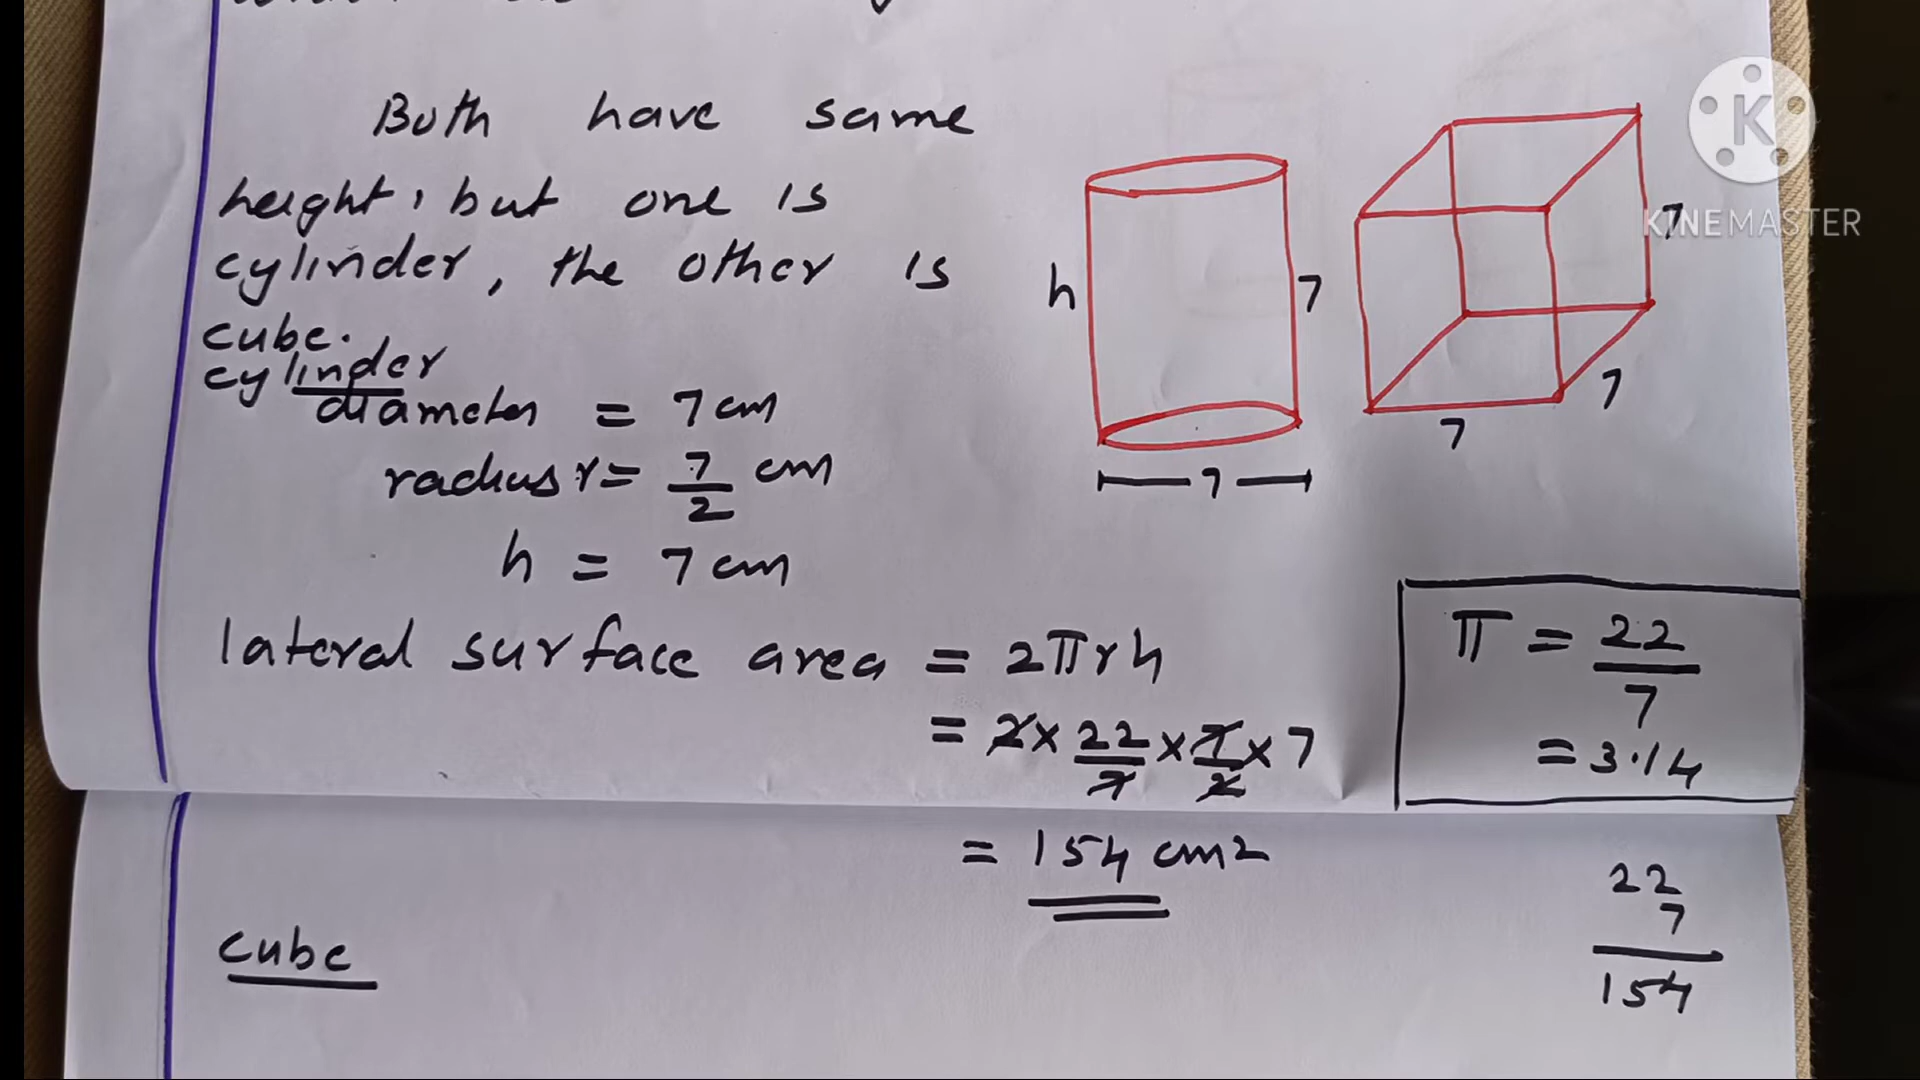 Both have same
height, but one is
cylinder, the other is
cube.
cylinder
diameter = 7 cm
radius r = 7/2 cm
h = 7 cm
lateral surface area = 2πrh
= 2 × 22/7 × 7/2 × 7
= 154 cm2
cube
h
7
7
7
7
7
π = 22/7
= 3.14
22
7
154
K
KINEMASTER